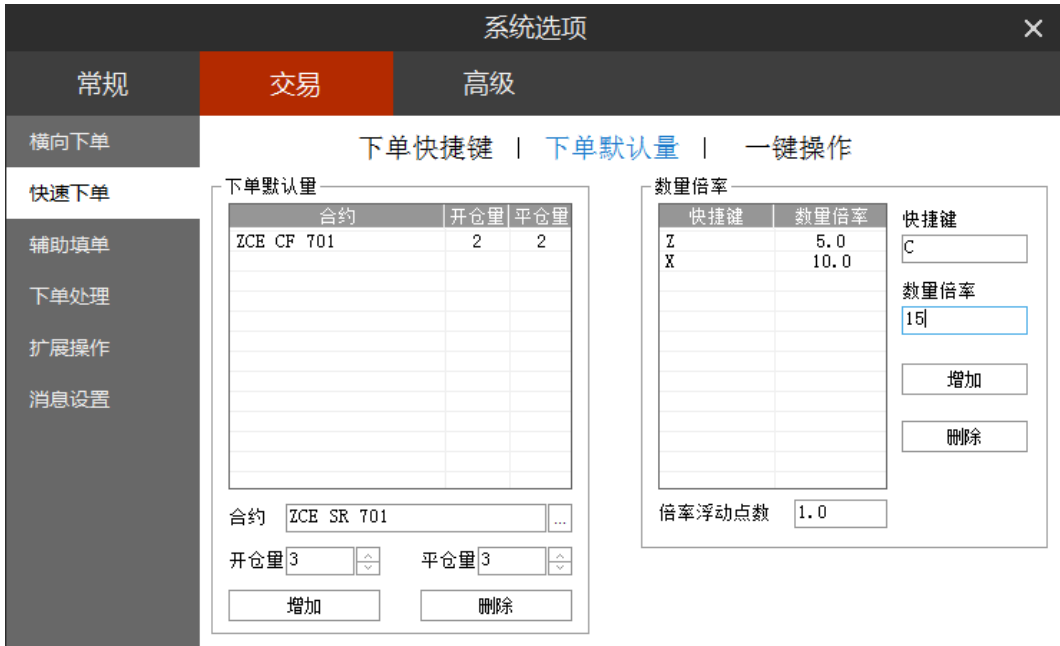 系统选项
常规 交易 高级
横向下单
快速下单
辅助填单
下单处理
扩展操作
消息设置
下单快捷键 | 下单默认量 | 一键操作
下单默认量
合约 开仓量 平仓量
ZCE CF 701 2 2
合约 ZCE SR 701 ...
开仓量 3 平仓量 3
增加 删除
数量倍率
快捷键 数量倍率
Z 5.0
X 10.0
快捷键
C
数量倍率
15
增加
删除
倍率浮动点数 1.0